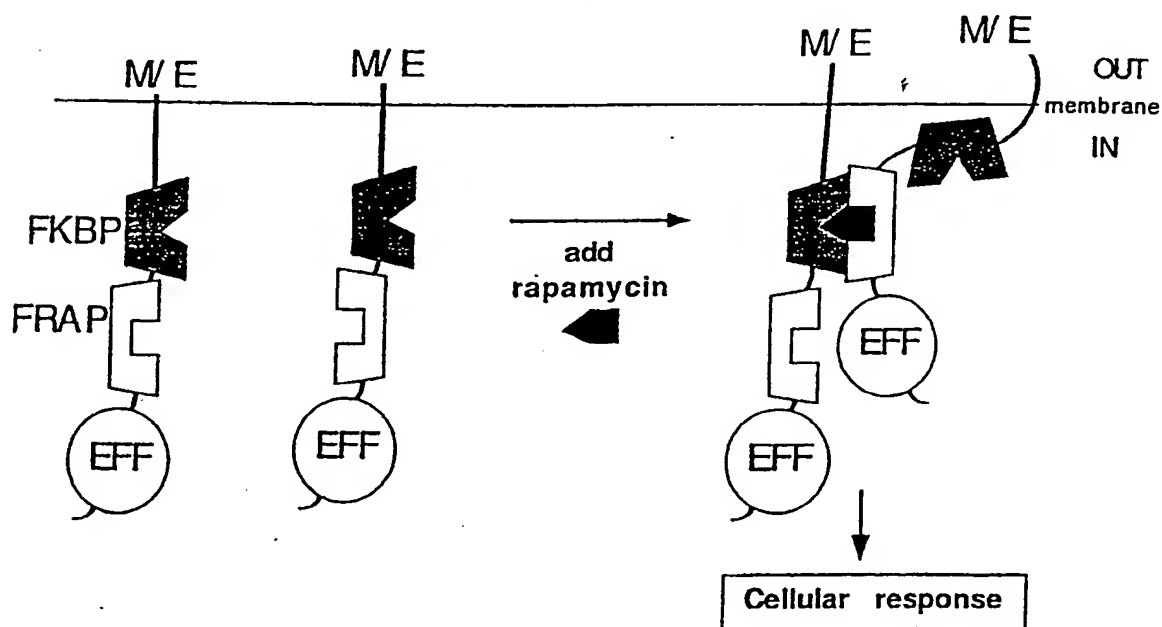 M/E
M/E
M/E
M/E
OUT
membrane
IN
FKBP
FRAP
add
rapamycin
EFF
EFF
EFF
EFF
Cellular response